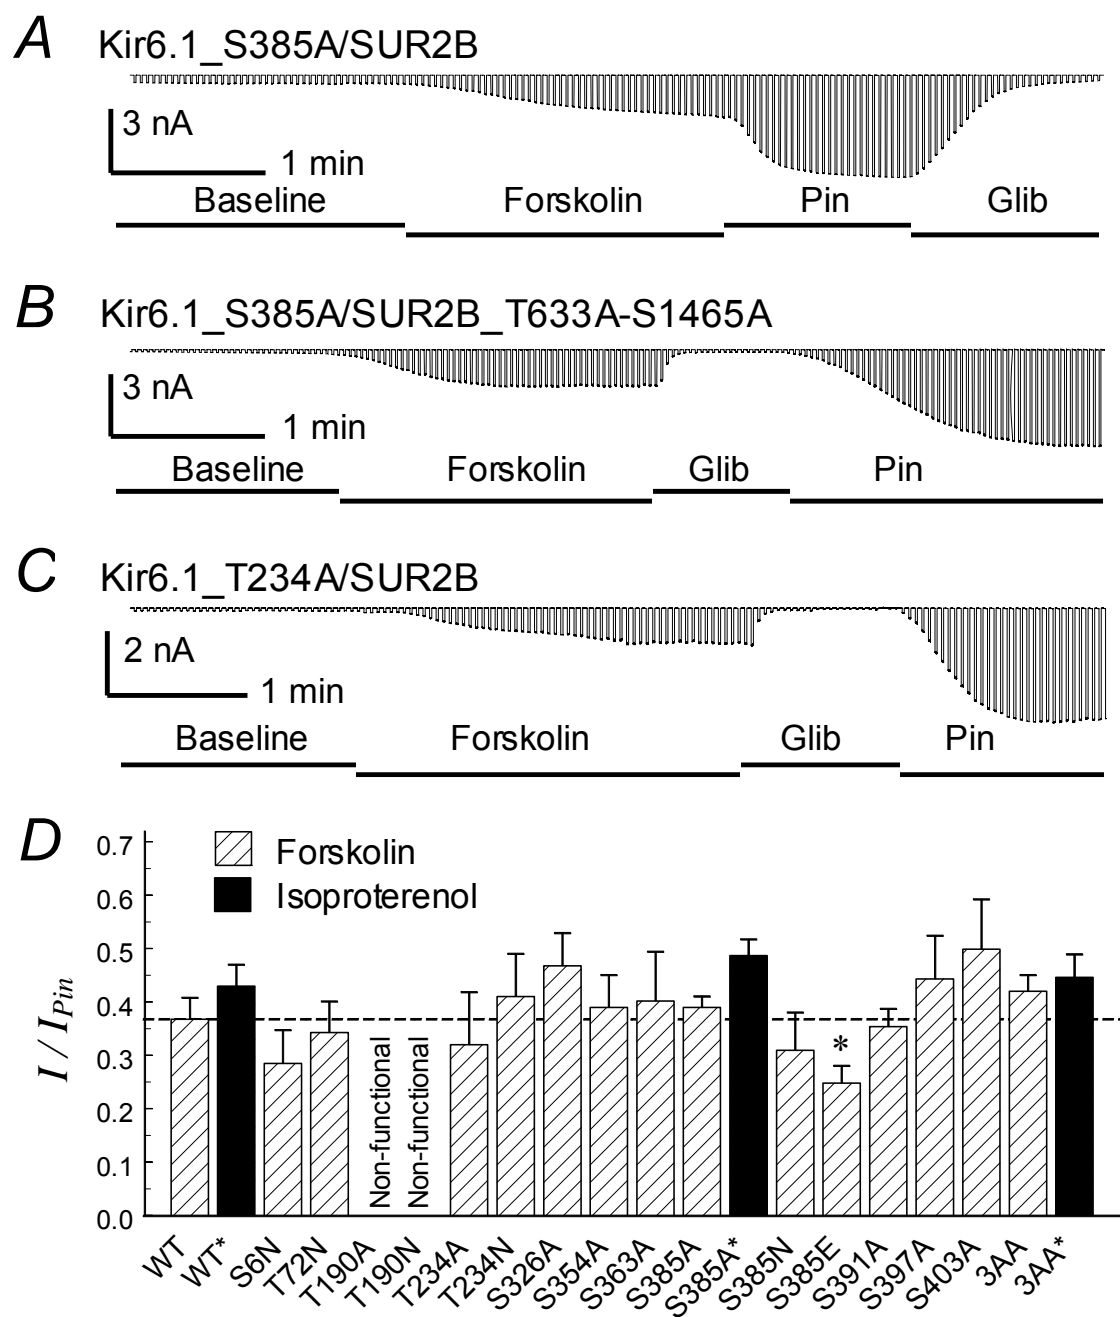 A Kir6.1_S385A/SUR2B
3 nA
1 min
Baseline Forskolin Pin Glib
B Kir6.1_S385A/SUR2B_T633A-S1465A
3 nA
1 min
Baseline Forskolin Glib Pin
C Kir6.1_T234A/SUR2B
2 nA
1 min
Baseline Forskolin Glib Pin
D
Forskolin
Isoproterenol
I / I_Pin
0.7
0.6
0.5
0.4
0.3
0.2
0.1
0.0
Non-functional
Non-functional
*
WT WT* S6N T72N T190A T190N T234A T234N S326A S354A S363A S385A S385A* S385N S385E S391A S397A S403A 3AA 3AA*